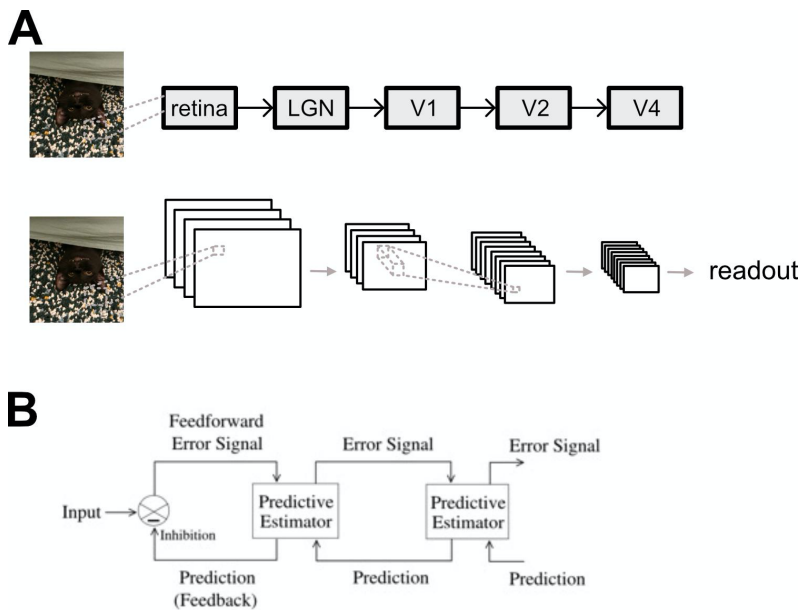 A
retina
LGN
V1
V2
V4
readout
B
Feedforward
Error Signal
Error Signal
Error Signal
Input
Predictive
Estimator
Predictive
Estimator
Inhibition
Prediction
(Feedback)
Prediction
Prediction